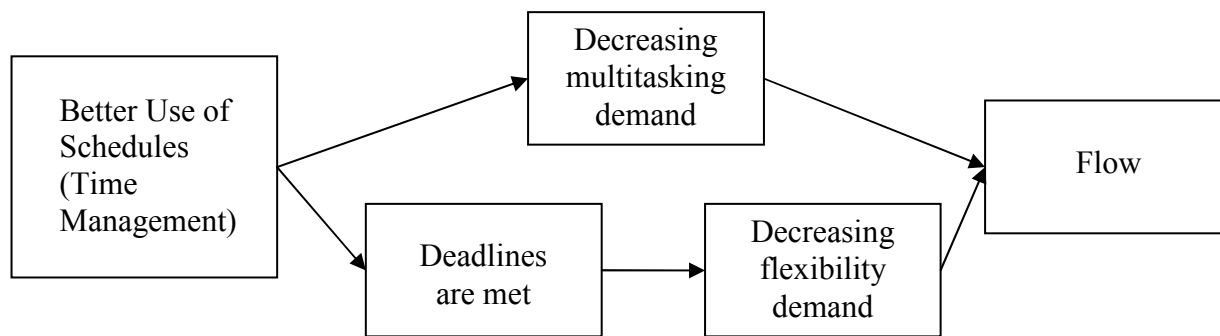 Better Use of
Schedules
(Time
Management)
Decreasing
multitasking
demand
Deadlines
are met
Decreasing
flexibility
demand
Flow